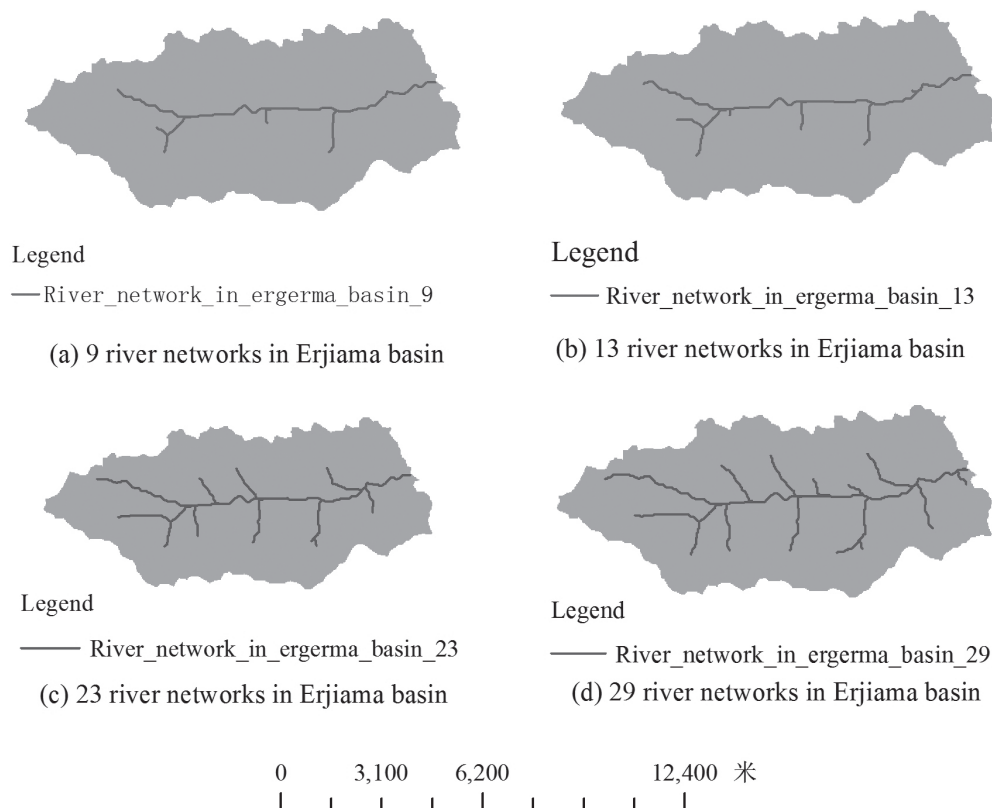 Legend
River_network_in_ergerma_basin_9
(a) 9 river networks in Erjiama basin
Legend
River_network_in_ergerma_basin_13
(b) 13 river networks in Erjiama basin
Legend
River_network_in_ergerma_basin_23
(c) 23 river networks in Erjiama basin
Legend
River_network_in_ergerma_basin_29
(d) 29 river networks in Erjiama basin
0 3,100 6,200 12,400 米